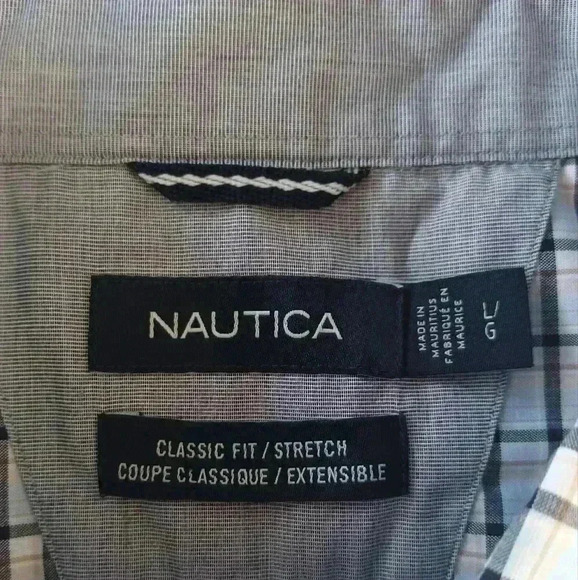 NAUTICA
MADE IN
MAURITIUS
FABRIQUÉ EN
MAURICE
L/
G
CLASSIC FIT / STRETCH
COUPE CLASSIQUE / EXTENSIBLE